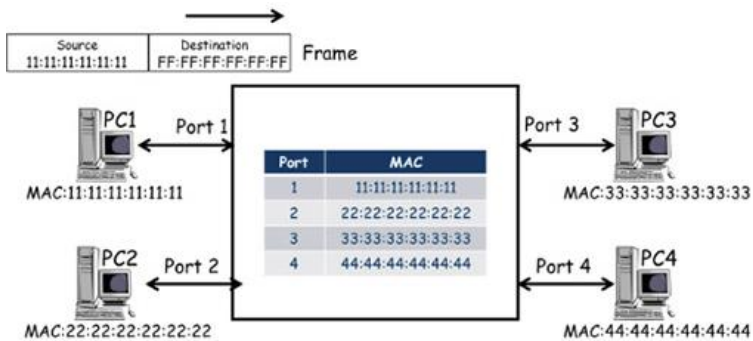 Source Destination
11:11:11:11:11:11 FF:FF:FF:FF:FF:FF Frame
PC1 Port 1
MAC:11:11:11:11:11:11
PC2 Port 2
MAC:22:22:22:22:22:22
Port MAC
1 11:11:11:11:11:11
2 22:22:22:22:22:22
3 33:33:33:33:33:33
4 44:44:44:44:44:44
Port 3 PC3
MAC:33:33:33:33:33:33
Port 4 PC4
MAC:44:44:44:44:44:44